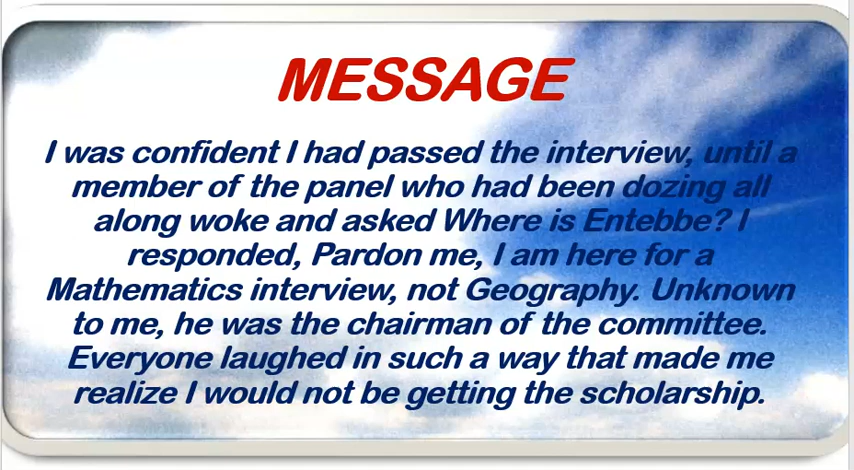 MESSAGE
I was confident I had passed the interview, until a
member of the panel who had been dozing all
along woke and asked Where is Entebbe? I
responded, Pardon me, I am here for a
Mathematics interview, not Geography. Unknown
to me, he was the chairman of the committee.
Everyone laughed in such a way that made me
realize I would not be getting the scholarship.